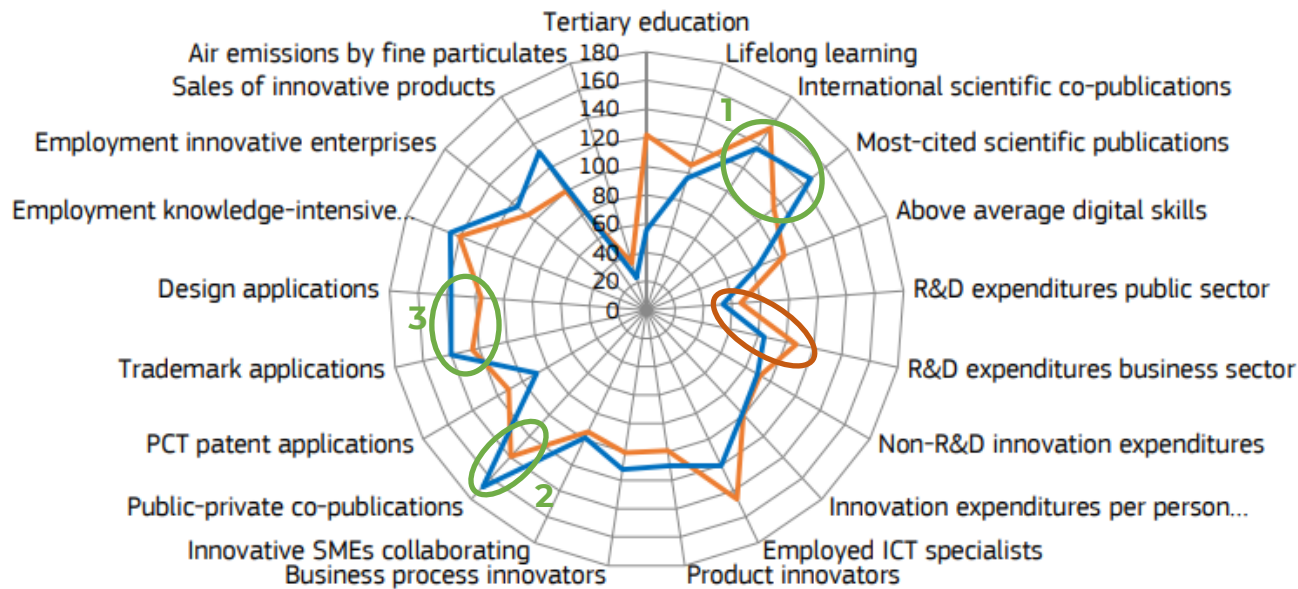 Tertiary education
Air emissions by fine particulates
180
Lifelong learning
Sales of innovative products
160
International scientific co-publications
140
1
Employment innovative enterprises
120
Most-cited scientific publications
100
80
Employment knowledge-intensive...
60
Above average digital skills
40
20
Design applications
0
R&D expenditures public sector
3
Trademark applications
R&D expenditures business sector
PCT patent applications
Non-R&D innovation expenditures
2
Public-private co-publications
Innovation expenditures per person...
Innovative SMEs collaborating
Employed ICT specialists
Business process innovators
Product innovators